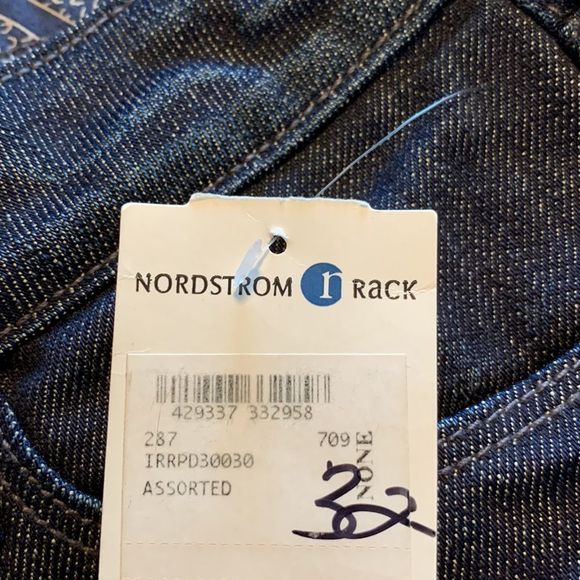 NORDSTROM r RACK
429337 332958
287 709
IRRPD30030
ASSORTED
NONE
32